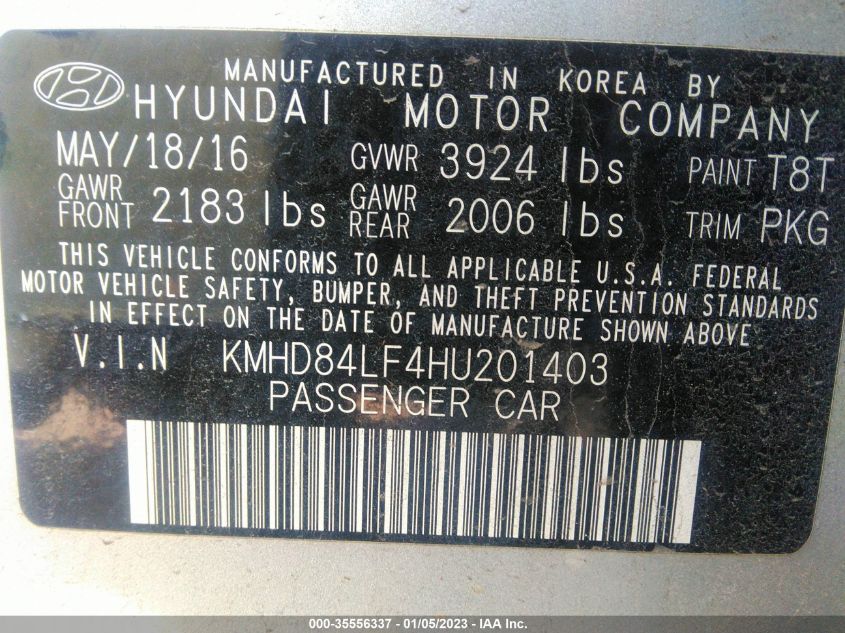 MANUFACTURED IN KOREA BY
HYUNDAI MOTOR COMPANY
MAY/18/16 GVWR 3924 lbs PAINT T8T
GAWR FRONT 2183 lbs GAWR REAR 2006 lbs TRIM PKG
THIS VEHICLE CONFORMS TO ALL APPLICABLE U.S.A. FEDERAL
MOTOR VEHICLE SAFETY, BUMPER, AND THEFT PREVENTION STANDARDS
IN EFFECT ON THE DATE OF MANUFACTURE SHOWN ABOVE
V.I.N KMHD84LF4HU201403
PASSENGER CAR
000-35556337 - 01/05/2023 - IAA Inc.